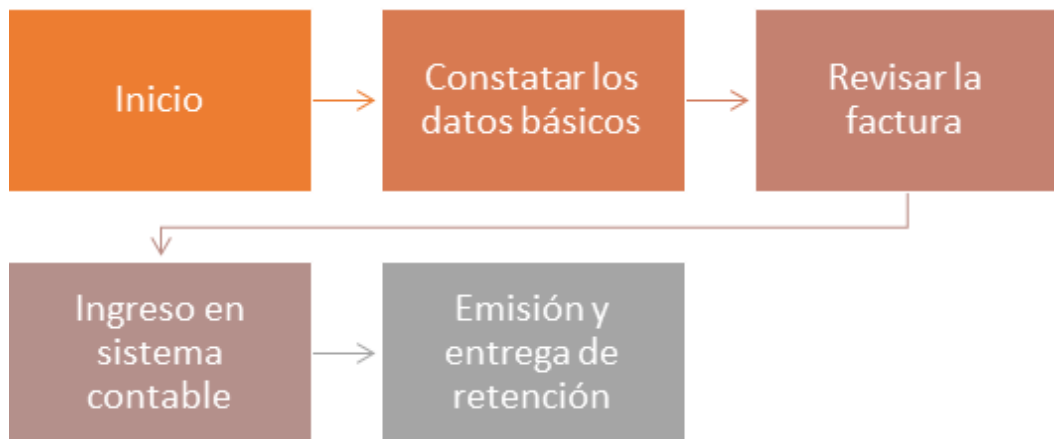 Inicio
Constatar los
datos básicos
Revisar la
factura
Ingreso en
sistema
contable
Emisión y
entrega de
retención